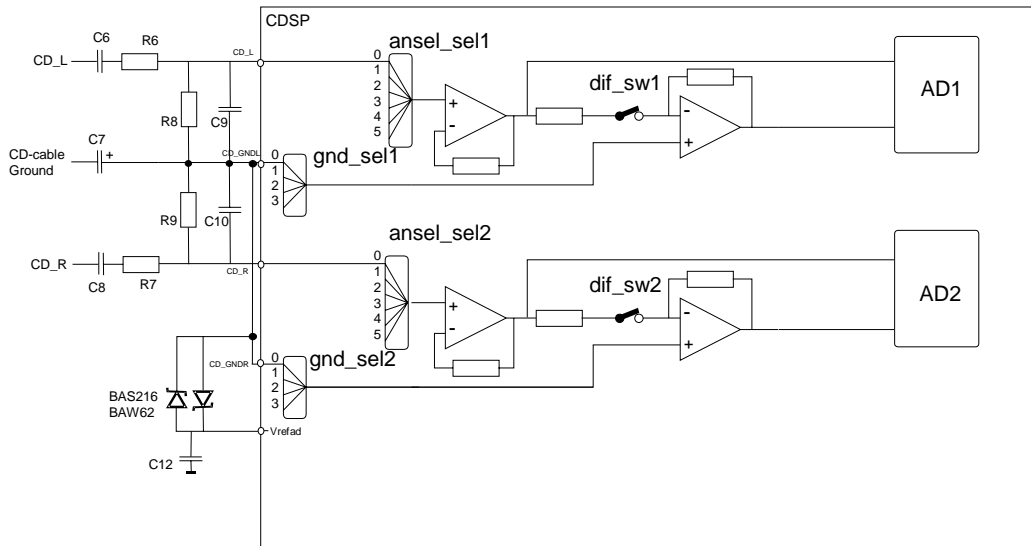 CDSP
C6
R6
CD_L
CD_L
0
1
2
3
4
5
ansel_sel1
dif_sw1
AD1
+
-
-
+
R8
C9
C7
+
CD-cable
Ground
CD_GNDL
0
1
2
3
gnd_sel1
R9
C10
CD_R
C8
R7
CD_R
ansel_sel2
0
1
2
3
4
5
dif_sw2
AD2
+
-
-
+
gnd_sel2
CD_GNDR
0
1
2
3
BAS216
BAW62
Vrefad
C12